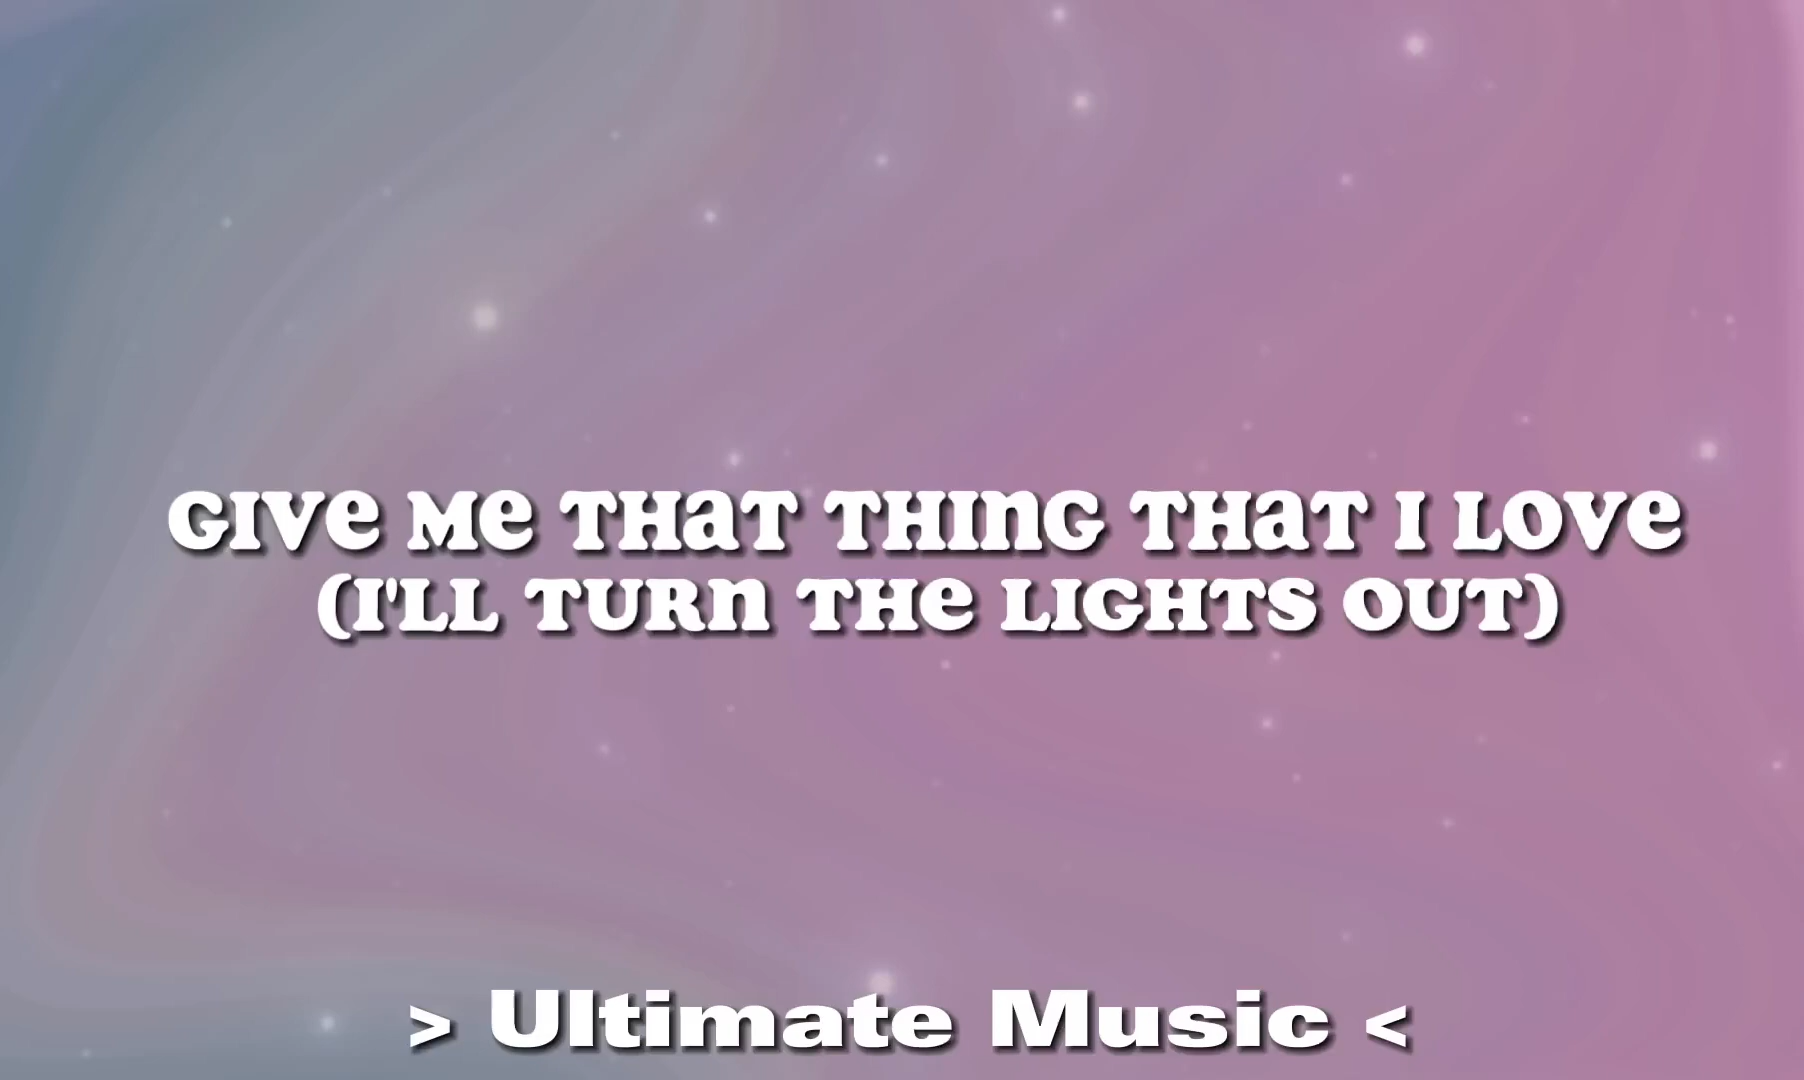 GIVE ME THAT THING THAT I LOVE
(I'LL TURN THE LIGHTS OUT)
> Ultimate Music <